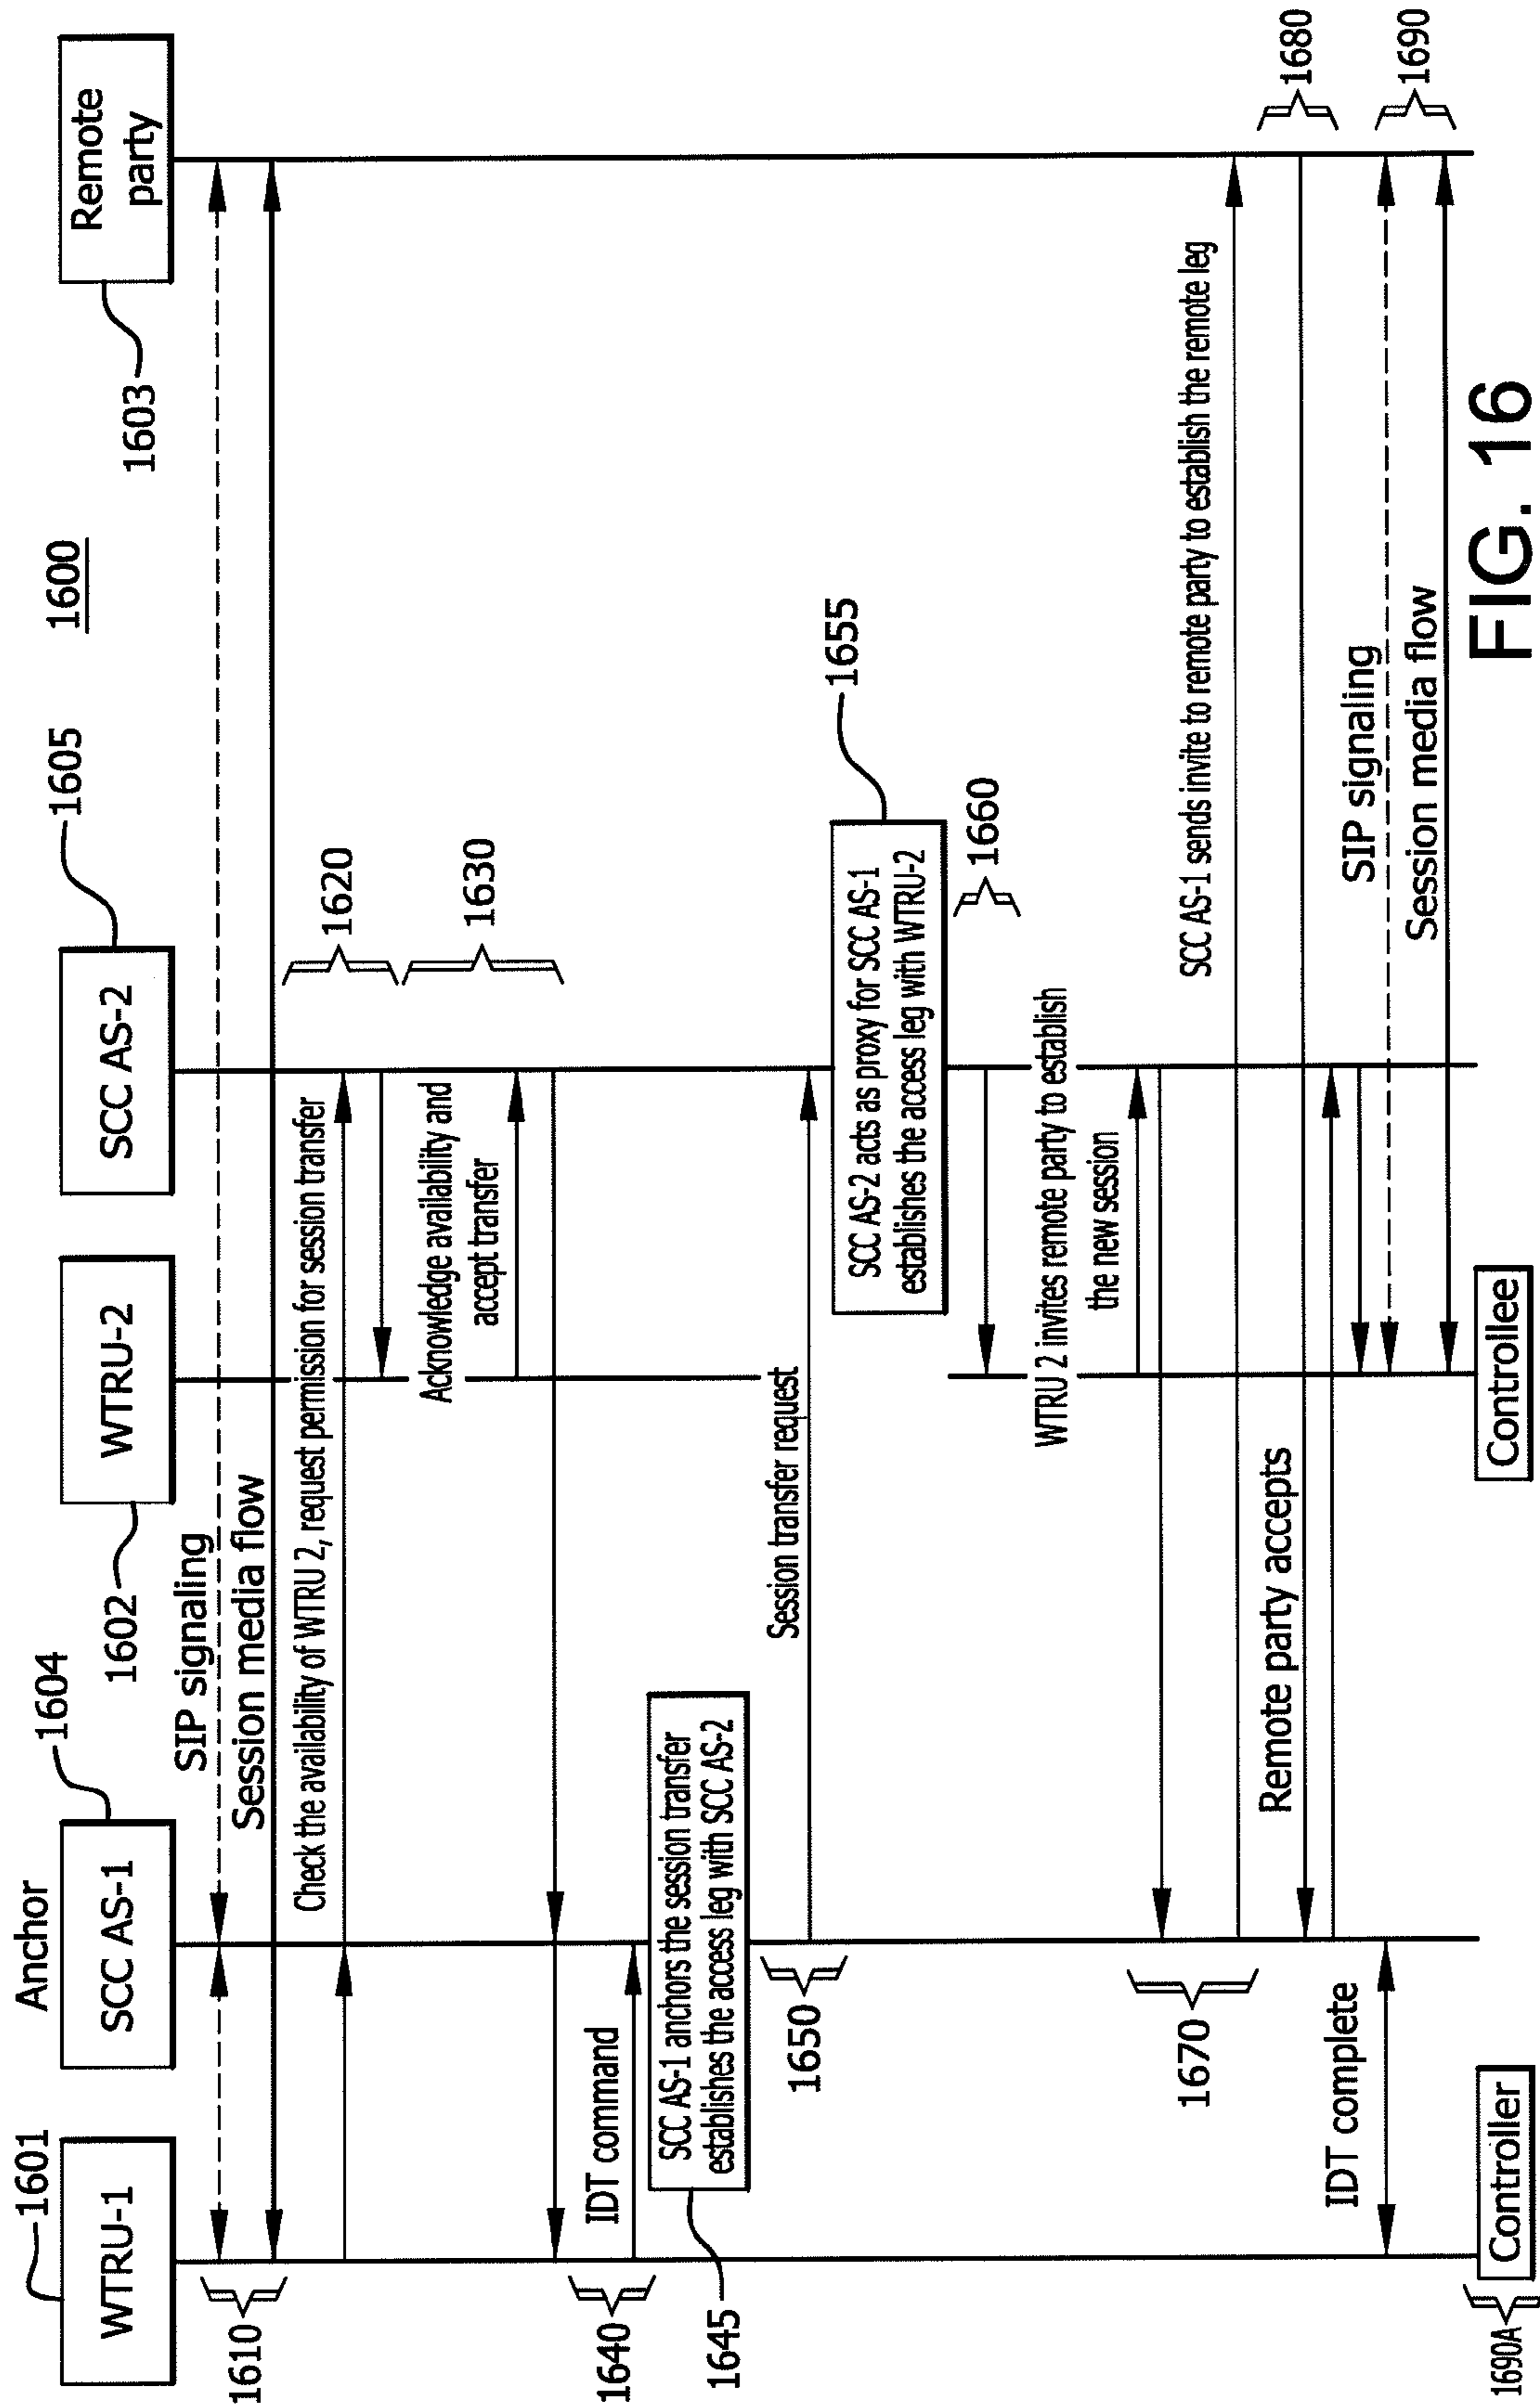 1600
Anchor
1601
1604
1602
1605
1603
WTRU-1
SCC AS-1
WTRU-2
SCC AS-2
Remote
party
1610
SIP signaling
Session media flow
Check the availability of WTRU 2, request permission for session transfer
1620
Acknowledge availability and
accept transfer
1630
1640
IDT command
1645
SCC AS-1 anchors the session transfer
establishes the access leg with SCC AS-2
1650
Session transfer request
1655
SCC AS-2 acts as proxy for SCC AS-1
establishes the access leg with WTRU-2
1660
WTRU 2 invites remote party to establish
the new session
1670
SCC AS-1 sends invite to remote party to establish the remote leg
Remote party accepts
1680
IDT complete
SIP signaling
Session media flow
1690
1690A
Controller
Controllee
FIG. 16